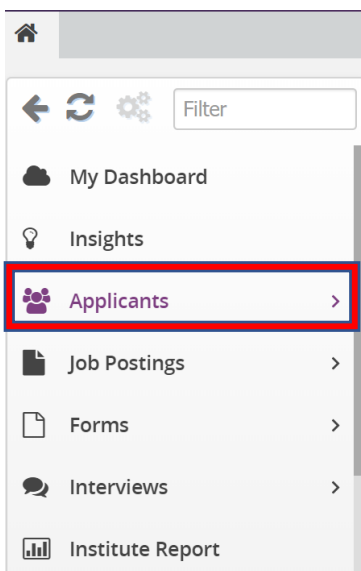 Filter
My Dashboard
Insights
Applicants
Job Postings
Forms
Interviews
Institute Report